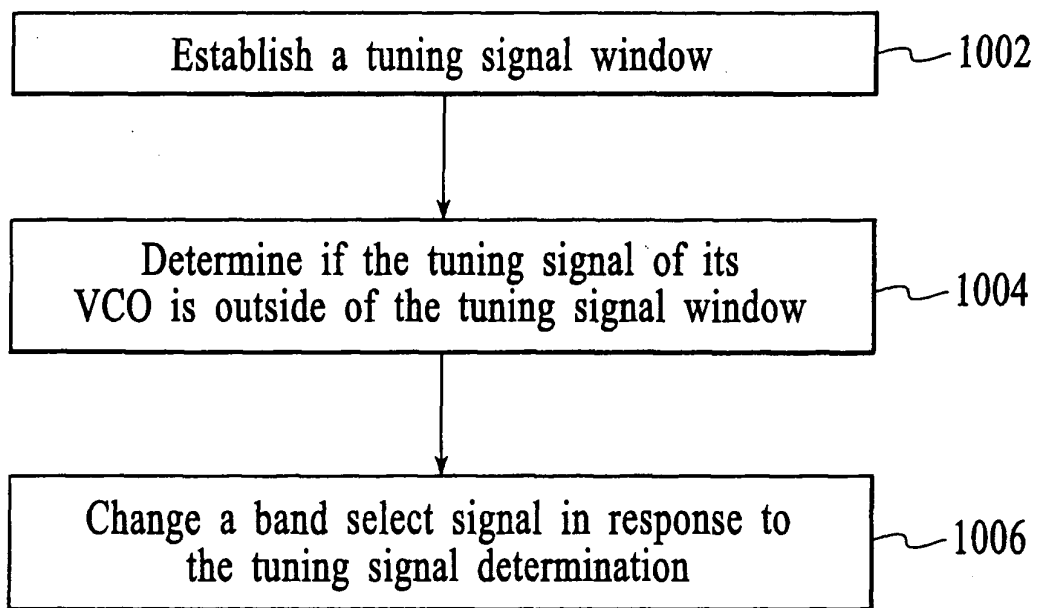 Establish a tuning signal window
1002
Determine if the tuning signal of its
VCO is outside of the tuning signal window
1004
Change a band select signal in response to
the tuning signal determination
1006